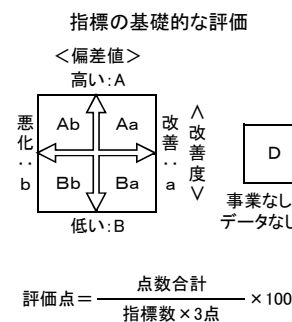 指標の基礎的な評価
＜偏差値＞
高い：A
Ab Aa
Bb Ba
悪化：b
改善：a
＜改善度＞
低い：B
D
事業なし
データなし
評価点＝ 点数合計 ×100
指標数×3点